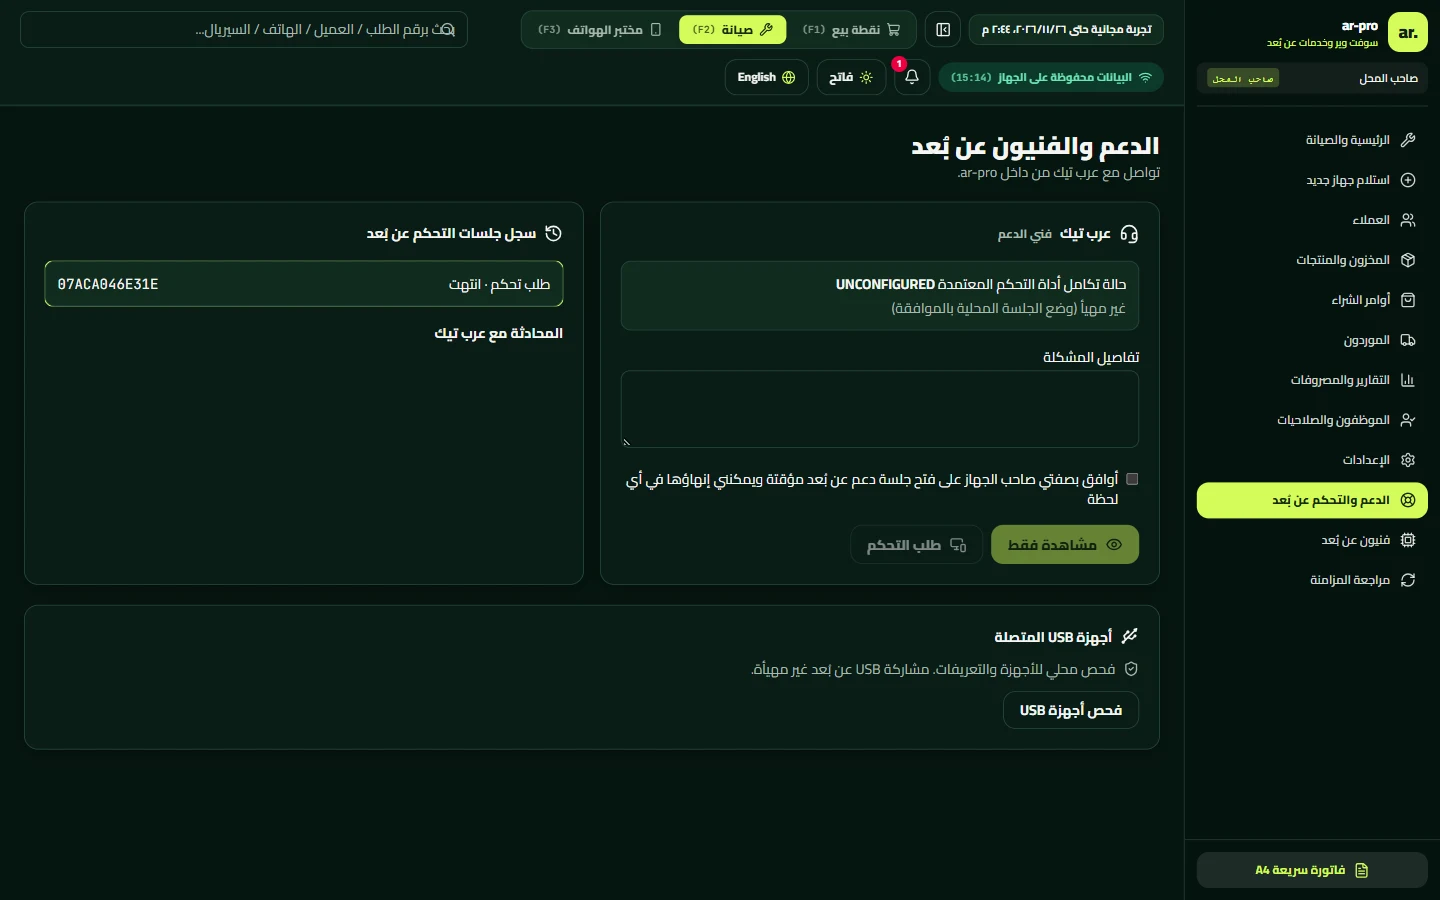 ar.
ar-pro
سوفت وير وخدمات عن بُعد
صاحب المحل
صاحب المحل
الرئيسية والصيانة
استلام جهاز جديد
العملاء
المخزون والمنتجات
أوامر الشراء
الموردون
التقارير والمصروفات
الموظفون والصلاحيات
الإعدادات
الدعم والتحكم عن بُعد
فنيون عن بُعد
مراجعة المزامنة
فاتورة سريعة A4
تجربة مجانية حتى ٢٠٢٦/١١/٢٦، ٢:٤٤ م
نقطة بيع (F1)
صيانة (F2)
مختبر الهواتف (F3)
برقم الطلب / العميل / الهاتف / السيريال...
البيانات محفوظة على الجهاز (15:14)
1
فاتح
English
الدعم والفنيون عن بُعد
تواصل مع عرب تيك من داخل ar-pro.
عرب تيك فني الدعم
حالة تكامل أداة التحكم المعتمدة UNCONFIGURED
غير مهيأ (وضع الجلسة المحلية بالموافقة)
تفاصيل المشكلة
أوافق بصفتي صاحب الجهاز على فتح جلسة دعم عن بُعد مؤقتة ويمكنني إنهاؤها في أي
لحظة
مشاهدة فقط
طلب التحكم
سجل جلسات التحكم عن بُعد
طلب تحكم · انتهت
07ACA046E31E
المحادثة مع عرب تيك
أجهزة USB المتصلة
فحص محلي للأجهزة والتعريفات. مشاركة USB عن بُعد غير مهيأة.
فحص أجهزة USB